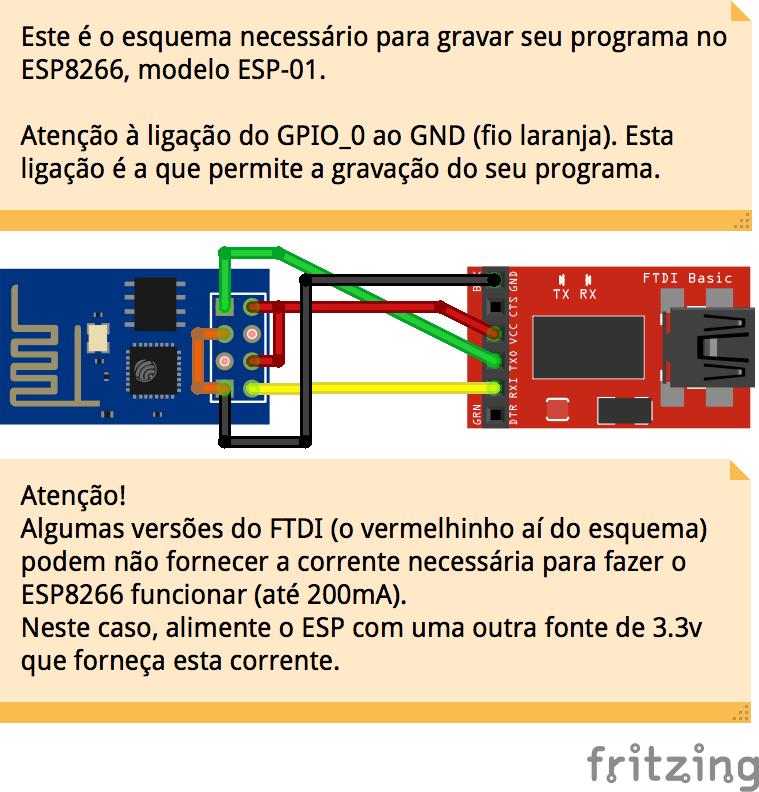 Este é o esquema necessário para gravar seu programa no
ESP8266, modelo ESP-01.
Atenção à ligação do GPIO_0 ao GND (fio laranja). Esta
ligação é a que permite a gravação do seu programa.
FTDI Basic
TX RX
GND
CTS
VCC
TXO
RXI
DTR
GRN
Atenção!
Algumas versões do FTDI (o vermelhinho aí do esquema)
podem não fornecer a corrente necessária para fazer o
ESP8266 funcionar (até 200mA).
Neste caso, alimente o ESP com uma outra fonte de 3.3v
que forneça esta corrente.
fritzing